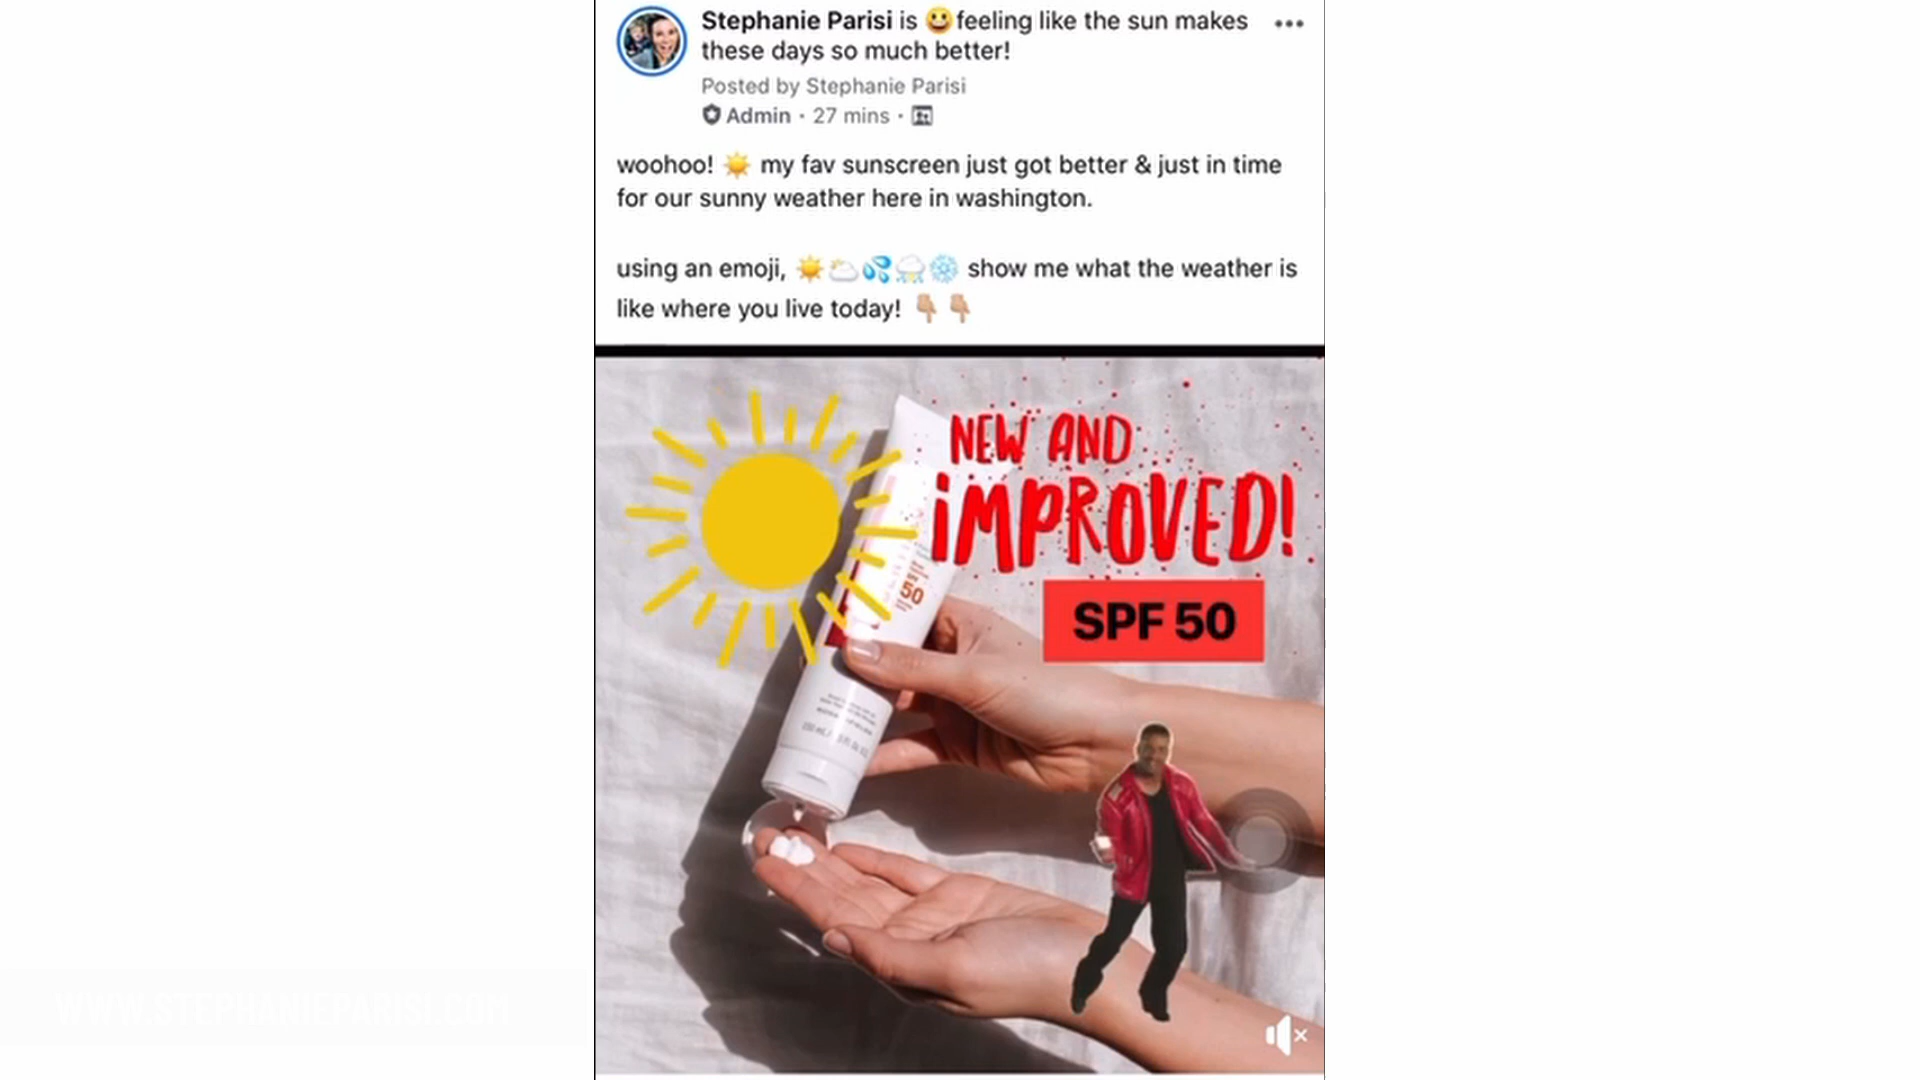 Stephanie Parisi is 😀 feeling like the sun makes
these days so much better!
Posted by Stephanie Parisi
Admin · 27 mins ·
woohoo! ☀️ my fav sunscreen just got better & just in time
for our sunny weather here in washington.
using an emoji, ☀️🌥💦🌧❄️ show me what the weather is
like where you live today! 👇🏼👇🏼
NEW AND
iMPROVED!
SPF 50
50
WWW.STEPHANIEPARISI.COM